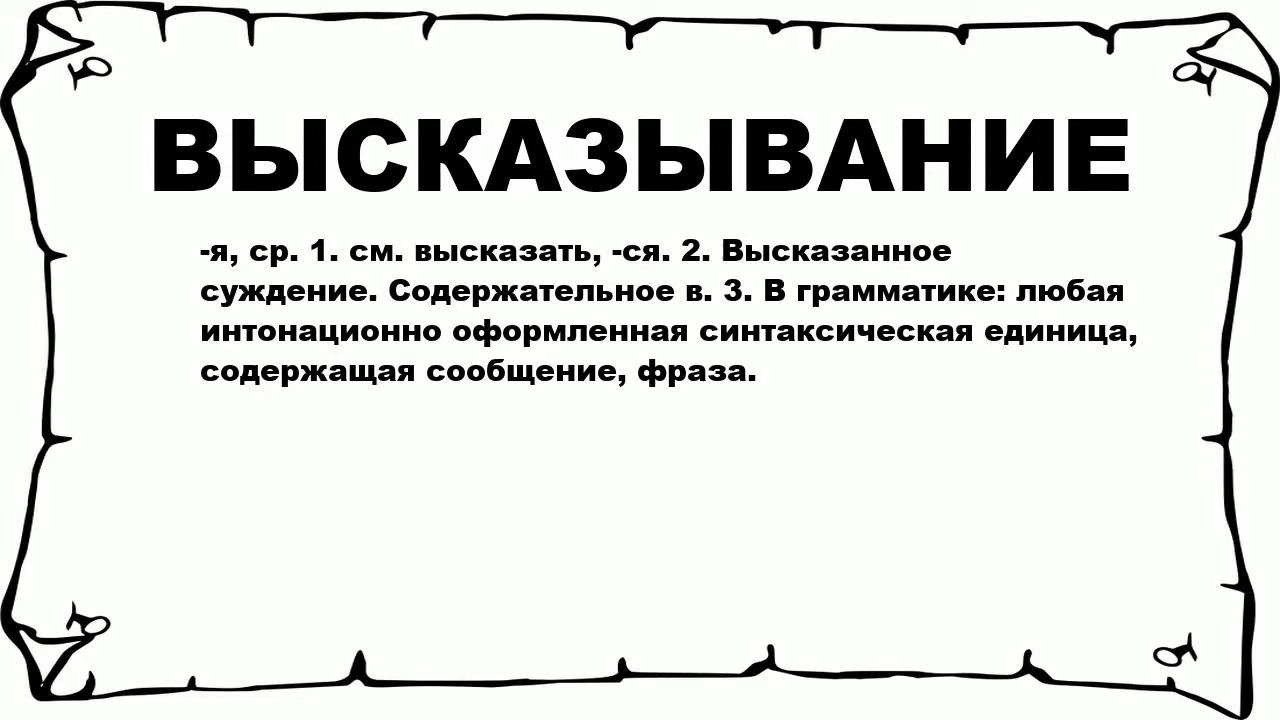 ВЫСКАЗЫВАНИЕ
-я, ср. 1. см. высказать, -ся. 2. Высказанное
суждение. Содержательное в. 3. В грамматике: любая
интонационно оформленная синтаксическая единица,
содержащая сообщение, фраза.